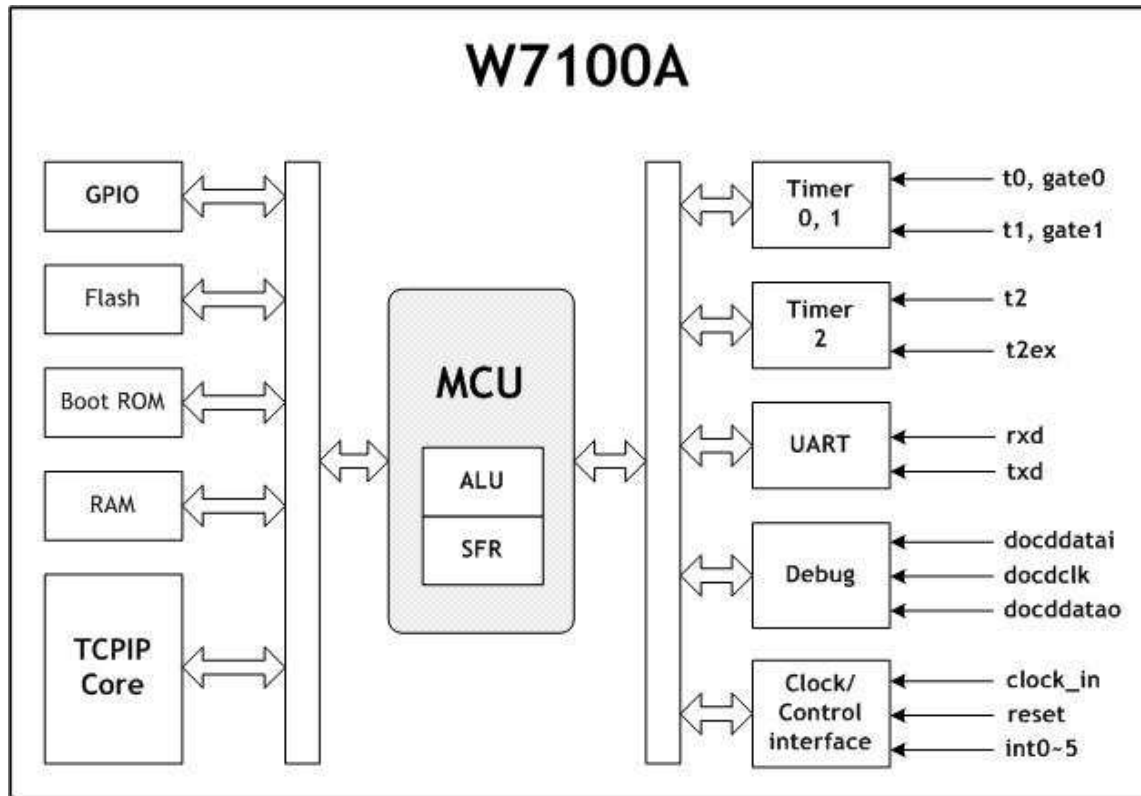 W7100A
GPIO
Flash
Boot ROM
RAM
TCPIP
Core
MCU
ALU
SFR
Timer
0, 1
t0, gate0
t1, gate1
Timer
2
t2
t2ex
UART
rxd
txd
Debug
docddatai
docdclk
docddatao
Clock/
Control
interface
clock_in
reset
int0~5